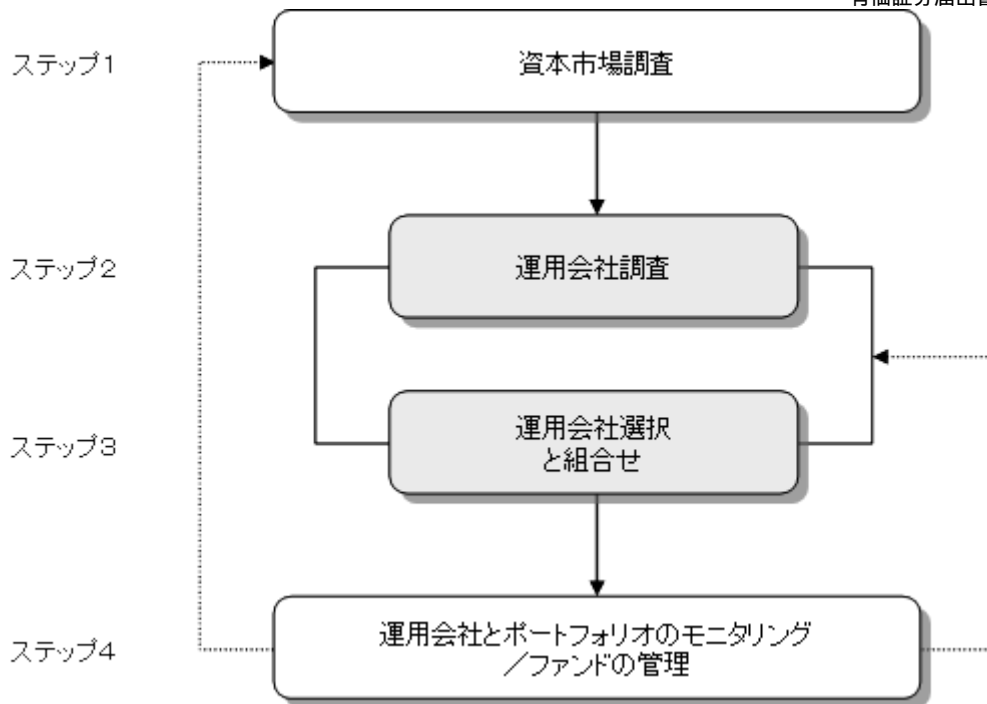 ステップ1
資本市場調査
ステップ2
運用会社調査
ステップ3
運用会社選択
と組合せ
ステップ4
運用会社とポートフォリオのモニタリング
／ファンドの管理